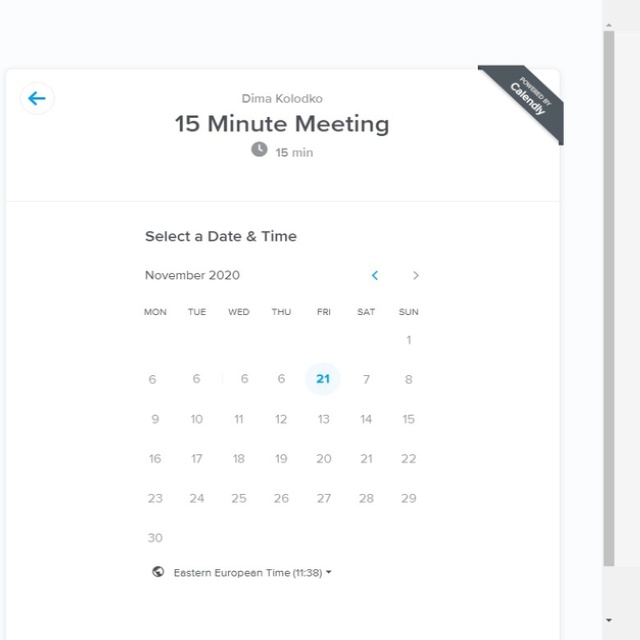 POWERED BY
Calendly
Dima Kolodko
15 Minute Meeting
15 min
Select a Date & Time
November 2020
MON TUE WED THU FRI SAT SUN
1
6 6 6 6 21 7 8
9 10 11 12 13 14 15
16 17 18 19 20 21 22
23 24 25 26 27 28 29
30
Eastern European Time (11:38)